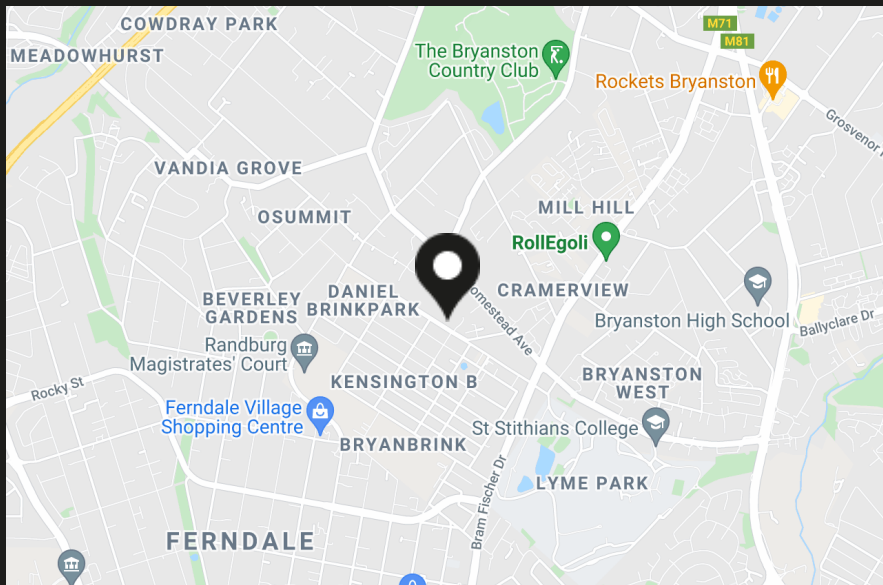 COWDRAY PARK
M71
M81
MEADOWHURST
The Bryanston
Country Club
Rockets Bryanston
Grosvenor
VANDIA GROVE
MILL HILL
OSUMMIT
RollEgoli
DANIEL
BRINKPARK
CRAMERVIEW
BEVERLEY
GARDENS
omestead Ave
Bryanston High School
Ballyclare Dr
Randburg
Magistrates' Court
KENSINGTON B
BRYANSTON
WEST
Rocky St
Ferndale Village
Shopping Centre
St Stithians College
BRYANBRINK
Bram Fischer Dr
LYME PARK
FERNDALE